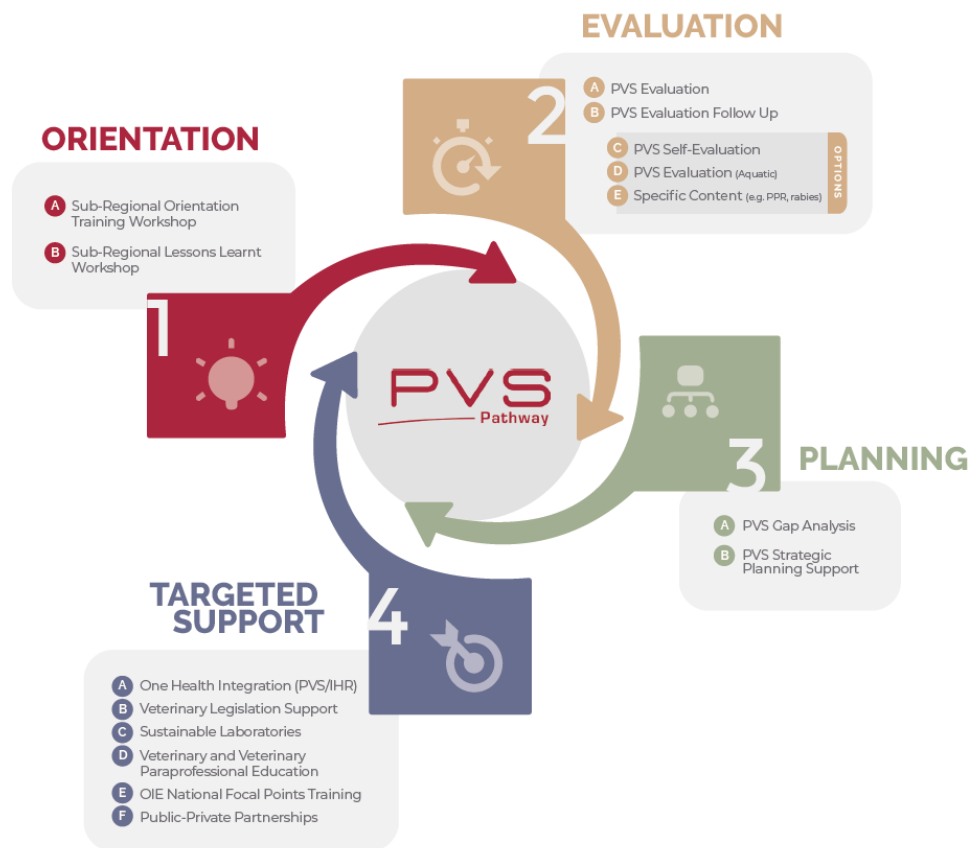 ORIENTATION
1
A Sub-Regional Orientation
Training Workshop
B Sub-Regional Lessons Learnt
Workshop
EVALUATION
2
A PVS Evaluation
B PVS Evaluation Follow Up
C PVS Self-Evaluation
D PVS Evaluation (Aquatic)
E Specific Content (e.g. PPR, rabies)
OPTIONS
PVS
Pathway
3
PLANNING
A PVS Gap Analysis
B PVS Strategic
Planning Support
TARGETED
SUPPORT
4
A One Health Integration (PVS/IHR)
B Veterinary Legislation Support
C Sustainable Laboratories
D Veterinary and Veterinary
Paraprofessional Education
E OIE National Focal Points Training
F Public-Private Partnerships